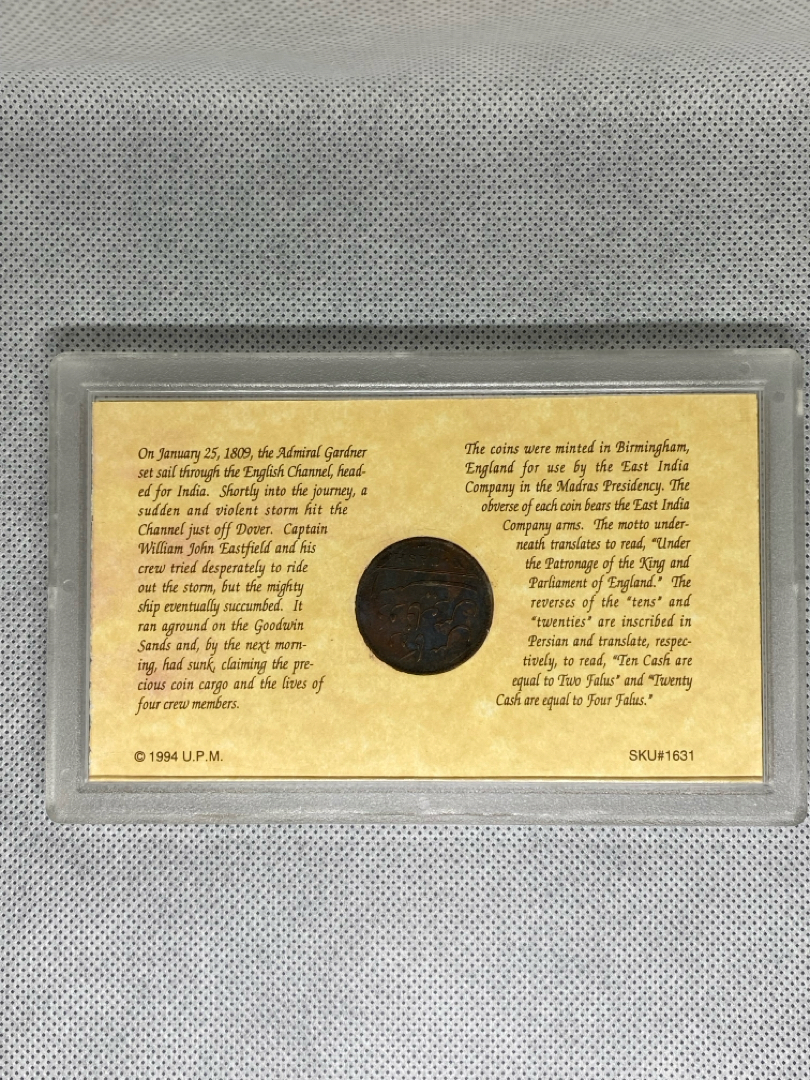 On January 25, 1809, the Admiral Gardner
set sail through the English Channel, head-
ed for India. Shortly into the journey, a
sudden and violent storm hit the
Channel just off Dover. Captain
William John Eastfield and his
crew tried desperately to ride
out the storm, but the mighty
ship eventually succumbed. It
ran aground on the Goodwin
Sands and, by the next morn-
ing, had sunk, claiming the pre-
cious coin cargo and the lives of
four crew members.
© 1994 U.P.M.
The coins were minted in Birmingham,
England for use by the East India
Company in the Madras Presidency. The
obverse of each coin bears the East India
Company arms. The motto under-
neath translates to read, "Under
the Patronage of the King and
Parliament of England." The
reverses of the "tens" and
"twenties" are inscribed in
Persian and translate, respec-
tively, to read, "Ten Cash are
equal to Two Falus" and "Twenty
Cash are equal to Four Falus."
SKU#1631